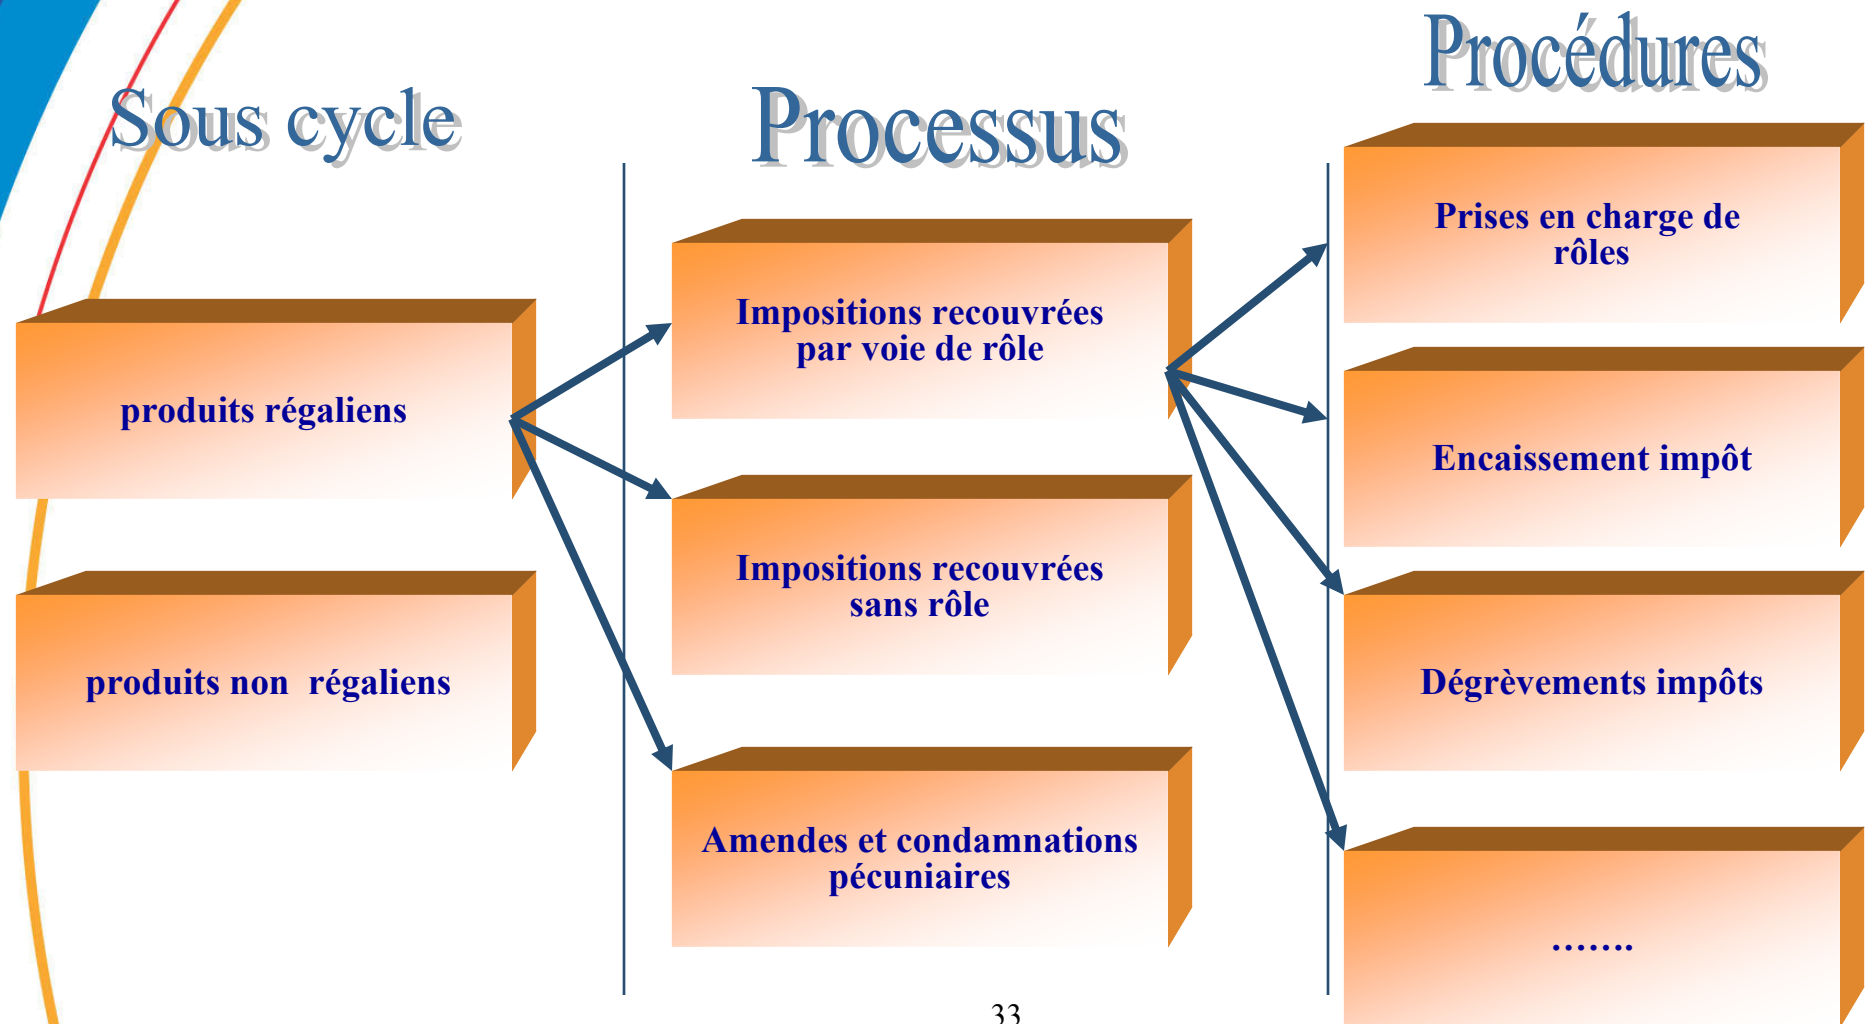 Sous cycle
Processus
Procédures
produits régaliens
produits non régaliens
Impositions recouvrées
par voie de rôle
Impositions recouvrées
sans rôle
Amendes et condamnations
pécuniaires
Prises en charge de
rôles
Encaissement impôt
Dégrèvements impôts
…….
33